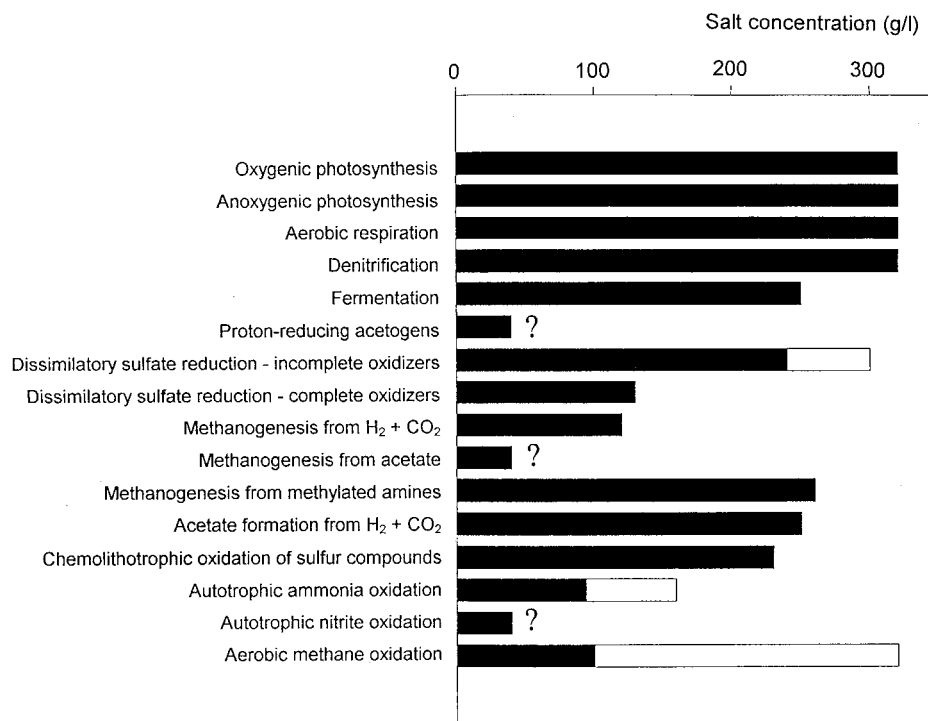 Salt concentration (g/l)
0 100 200 300
Oxygenic photosynthesis
Anoxygenic photosynthesis
Aerobic respiration
Denitrification
Fermentation
Proton-reducing acetogens ?
Dissimilatory sulfate reduction - incomplete oxidizers
Dissimilatory sulfate reduction - complete oxidizers
Methanogenesis from H₂ + CO₂
Methanogenesis from acetate ?
Methanogenesis from methylated amines
Acetate formation from H₂ + CO₂
Chemolithotrophic oxidation of sulfur compounds
Autotrophic ammonia oxidation
Autotrophic nitrite oxidation ?
Aerobic methane oxidation